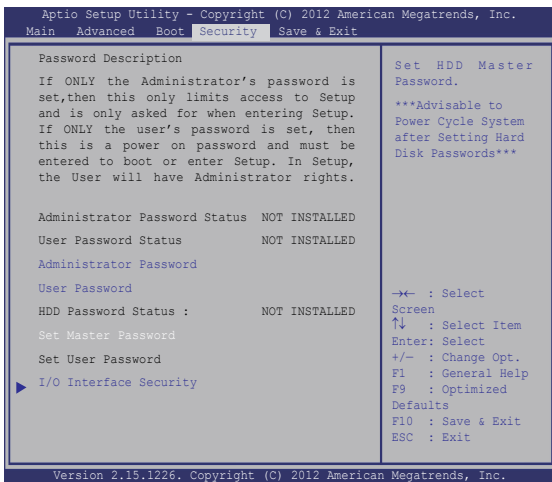 Aptio Setup Utility - Copyright (C) 2012 American Megatrends, Inc.
Main Advanced Boot Security Save & Exit
Password Description
If ONLY the Administrator's password is
set,then this only limits access to Setup
and is only asked for when entering Setup.
If ONLY the user's password is set, then
this is a power on password and must be
entered to boot or enter Setup. In Setup,
the User will have Administrator rights.
Administrator Password Status NOT INSTALLED
User Password Status NOT INSTALLED
Administrator Password
User Password
HDD Password Status : NOT INSTALLED
Set Master Password
Set User Password
I/O Interface Security
Set HDD Master
Password.
***Advisable to
Power Cycle System
after Setting Hard
Disk Passwords***
→← : Select
Screen
↑↓ : Select Item
Enter: Select
+/— : Change Opt.
F1 : General Help
F9 : Optimized
Defaults
F10 : Save & Exit
ESC : Exit
Version 2.15.1226. Copyright (C) 2012 American Megatrends, Inc.